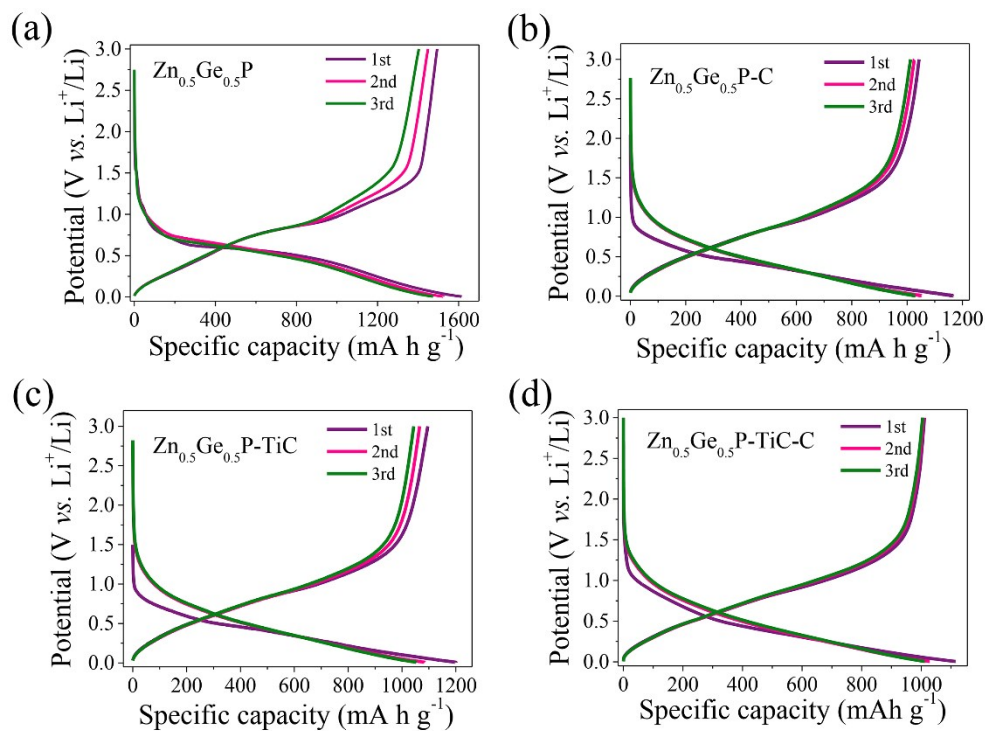 (a)
Zn0.5Ge0.5P
1st
2nd
3rd
3.0
2.5
2.0
1.5
1.0
0.5
0.0
Potential (V vs. Li+/Li)
0 400 800 1200 1600
Specific capacity (mA h g-1)
(b)
Zn0.5Ge0.5P-C
1st
2nd
3rd
3.0
2.5
2.0
1.5
1.0
0.5
0.0
Potential (V vs. Li+/Li)
0 200 400 600 800 1000 1200
Specific capacity (mA h g-1)
(c)
Zn0.5Ge0.5P-TiC
1st
2nd
3rd
3.0
2.5
2.0
1.5
1.0
0.5
0.0
Potential (V vs. Li+/Li)
0 200 400 600 800 1000 1200
Specific capacity (mA h g-1)
(d)
Zn0.5Ge0.5P-TiC-C
1st
2nd
3rd
3.0
2.5
2.0
1.5
1.0
0.5
0.0
Potential (V vs. Li+/Li)
0 200 400 600 800 1000
Specific capacity (mAh g-1)